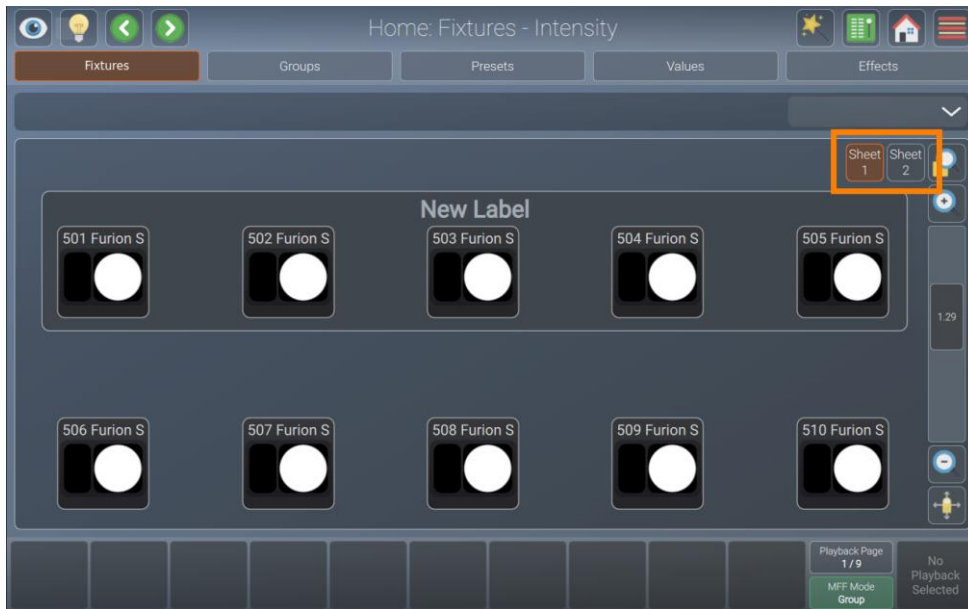 Home: Fixtures - Intensity
Fixtures
Groups
Presets
Values
Effects
Sheet
1
Sheet
2
New Label
501 Furion S
502 Furion S
503 Furion S
504 Furion S
505 Furion S
1.29
506 Furion S
507 Furion S
508 Furion S
509 Furion S
510 Furion S
Playback Page
1 / 9
MFF Mode
Group
No
Playback
Selected